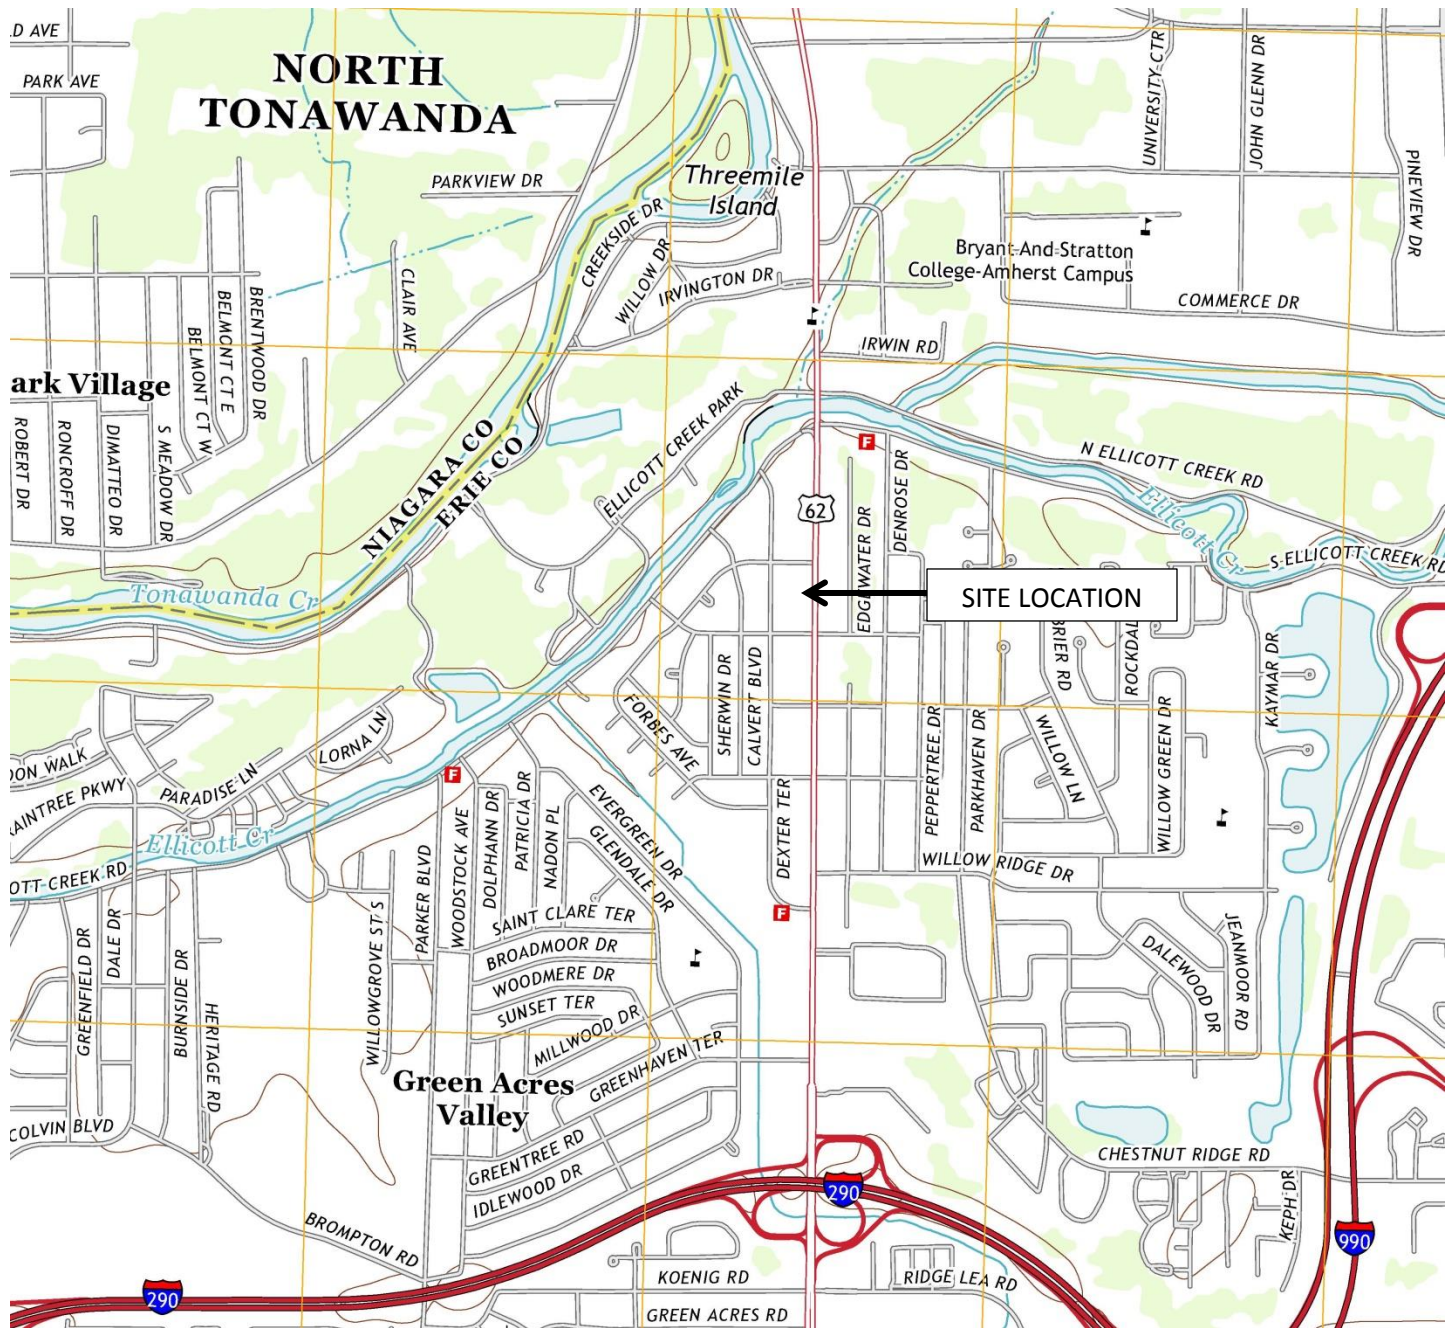 D AVE
PARK AVE
NORTH
TONAWANDA
PARKVIEW DR
Threemile
Island
UNIVERSITY CTR
JOHN GLENN DR
PINEVIEW DR
CREEKSIDE DR
WILLOW DR
IRVINGTON DR
Bryant And Stratton
College-Amherst Campus
COMMERCE DR
CLAIR AVE
BRENTWOOD DR
BELMONT CT E
BELMONT CT W
IRWIN RD
ark Village
ROBERT DR
RONCROFF DR
DIMATTEO DR
S MEADOW DR
NIAGARA CO
ERIE CO
ELLICOTT CREEK PARK
F
N ELLICOTT CREEK RD
Ellicott Cr
S ELLICOTT CREEK RD
62
EDGEWATER DR
DENROSE DR
SITE LOCATION
Tonawanda Cr
BRIER RD
ROCKDAL
KAYMAR DR
SHERWIN DR
CALVERT BLVD
FORBES AVE
WILLOW LN
WILLOW GREEN DR
PEPPERTREE DR
PARKHAVEN DR
DON WALK
LORNA LN
PARADISE LN
RAINTREE PKWY
F
Ellicott Cr
OTT CREEK RD
PARKER BLVD
WOODSTOCK AVE
DOLPHANN DR
PATRICIA DR
NADON PL
EVERGREEN DR
GLENDALE DR
DEXTER TER
WILLOW RIDGE DR
F
SAINT CLARE TER
BROADMOOR DR
WOODMERE DR
SUNSET TER
MILLWOOD DR
GREENHAVEN TER
WILLOWGROVE ST S
GREENFIELD DR
DALE DR
BURNSIDE DR
HERITAGE RD
JEANMOOR RD
DALEWOOD DR
Green Acres
Valley
COLVIN BLVD
GREENTREE RD
IDLEWOOD DR
CHESTNUT RIDGE RD
KEPH DR
BROMPTON RD
290
990
290
KOENIG RD
RIDGE LEA RD
GREEN ACRES RD